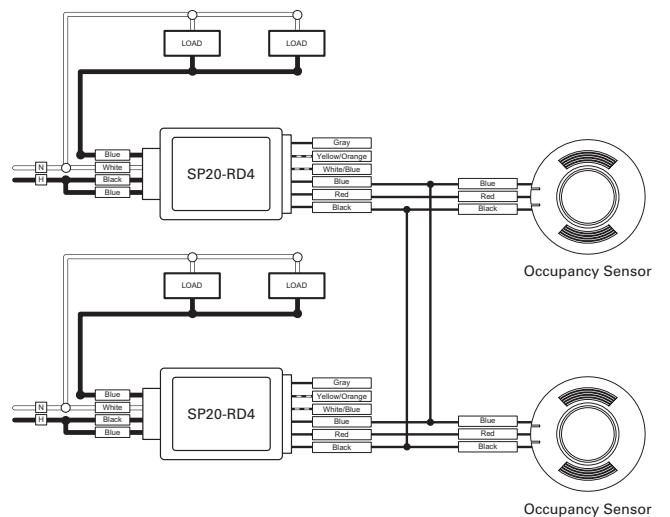 LOAD LOAD
Gray
Blue Yellow/Orange
N White SP20-RD4 White/Blue
H Black Blue Blue
Blue Red Red
Black Black
Occupancy Sensor
LOAD LOAD
Gray
Blue Yellow/Orange
N White SP20-RD4 White/Blue
H Black Blue Blue
Blue Red Red
Black Black
Occupancy Sensor